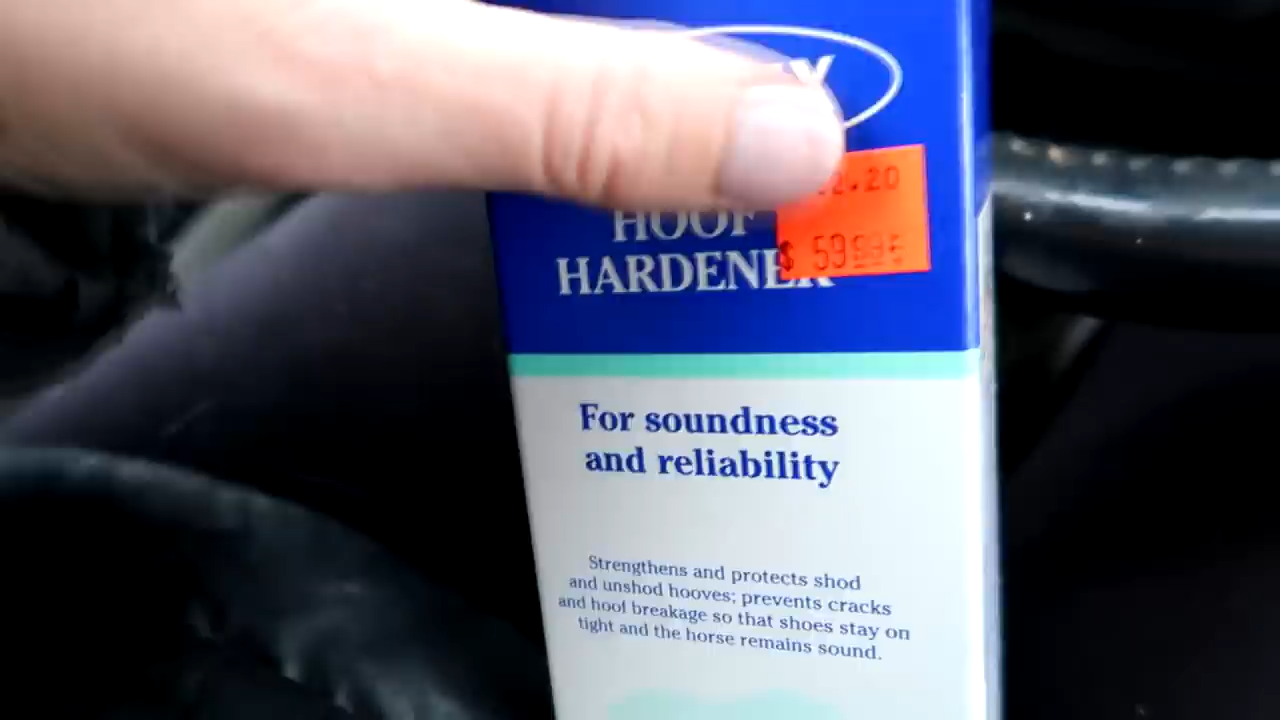 HOOF
HARDENER
For soundness
and reliability
Strengthens and protects shod
and unshod hooves; prevents cracks
and hoof breakage so that shoes stay on
tight and the horse remains sound.